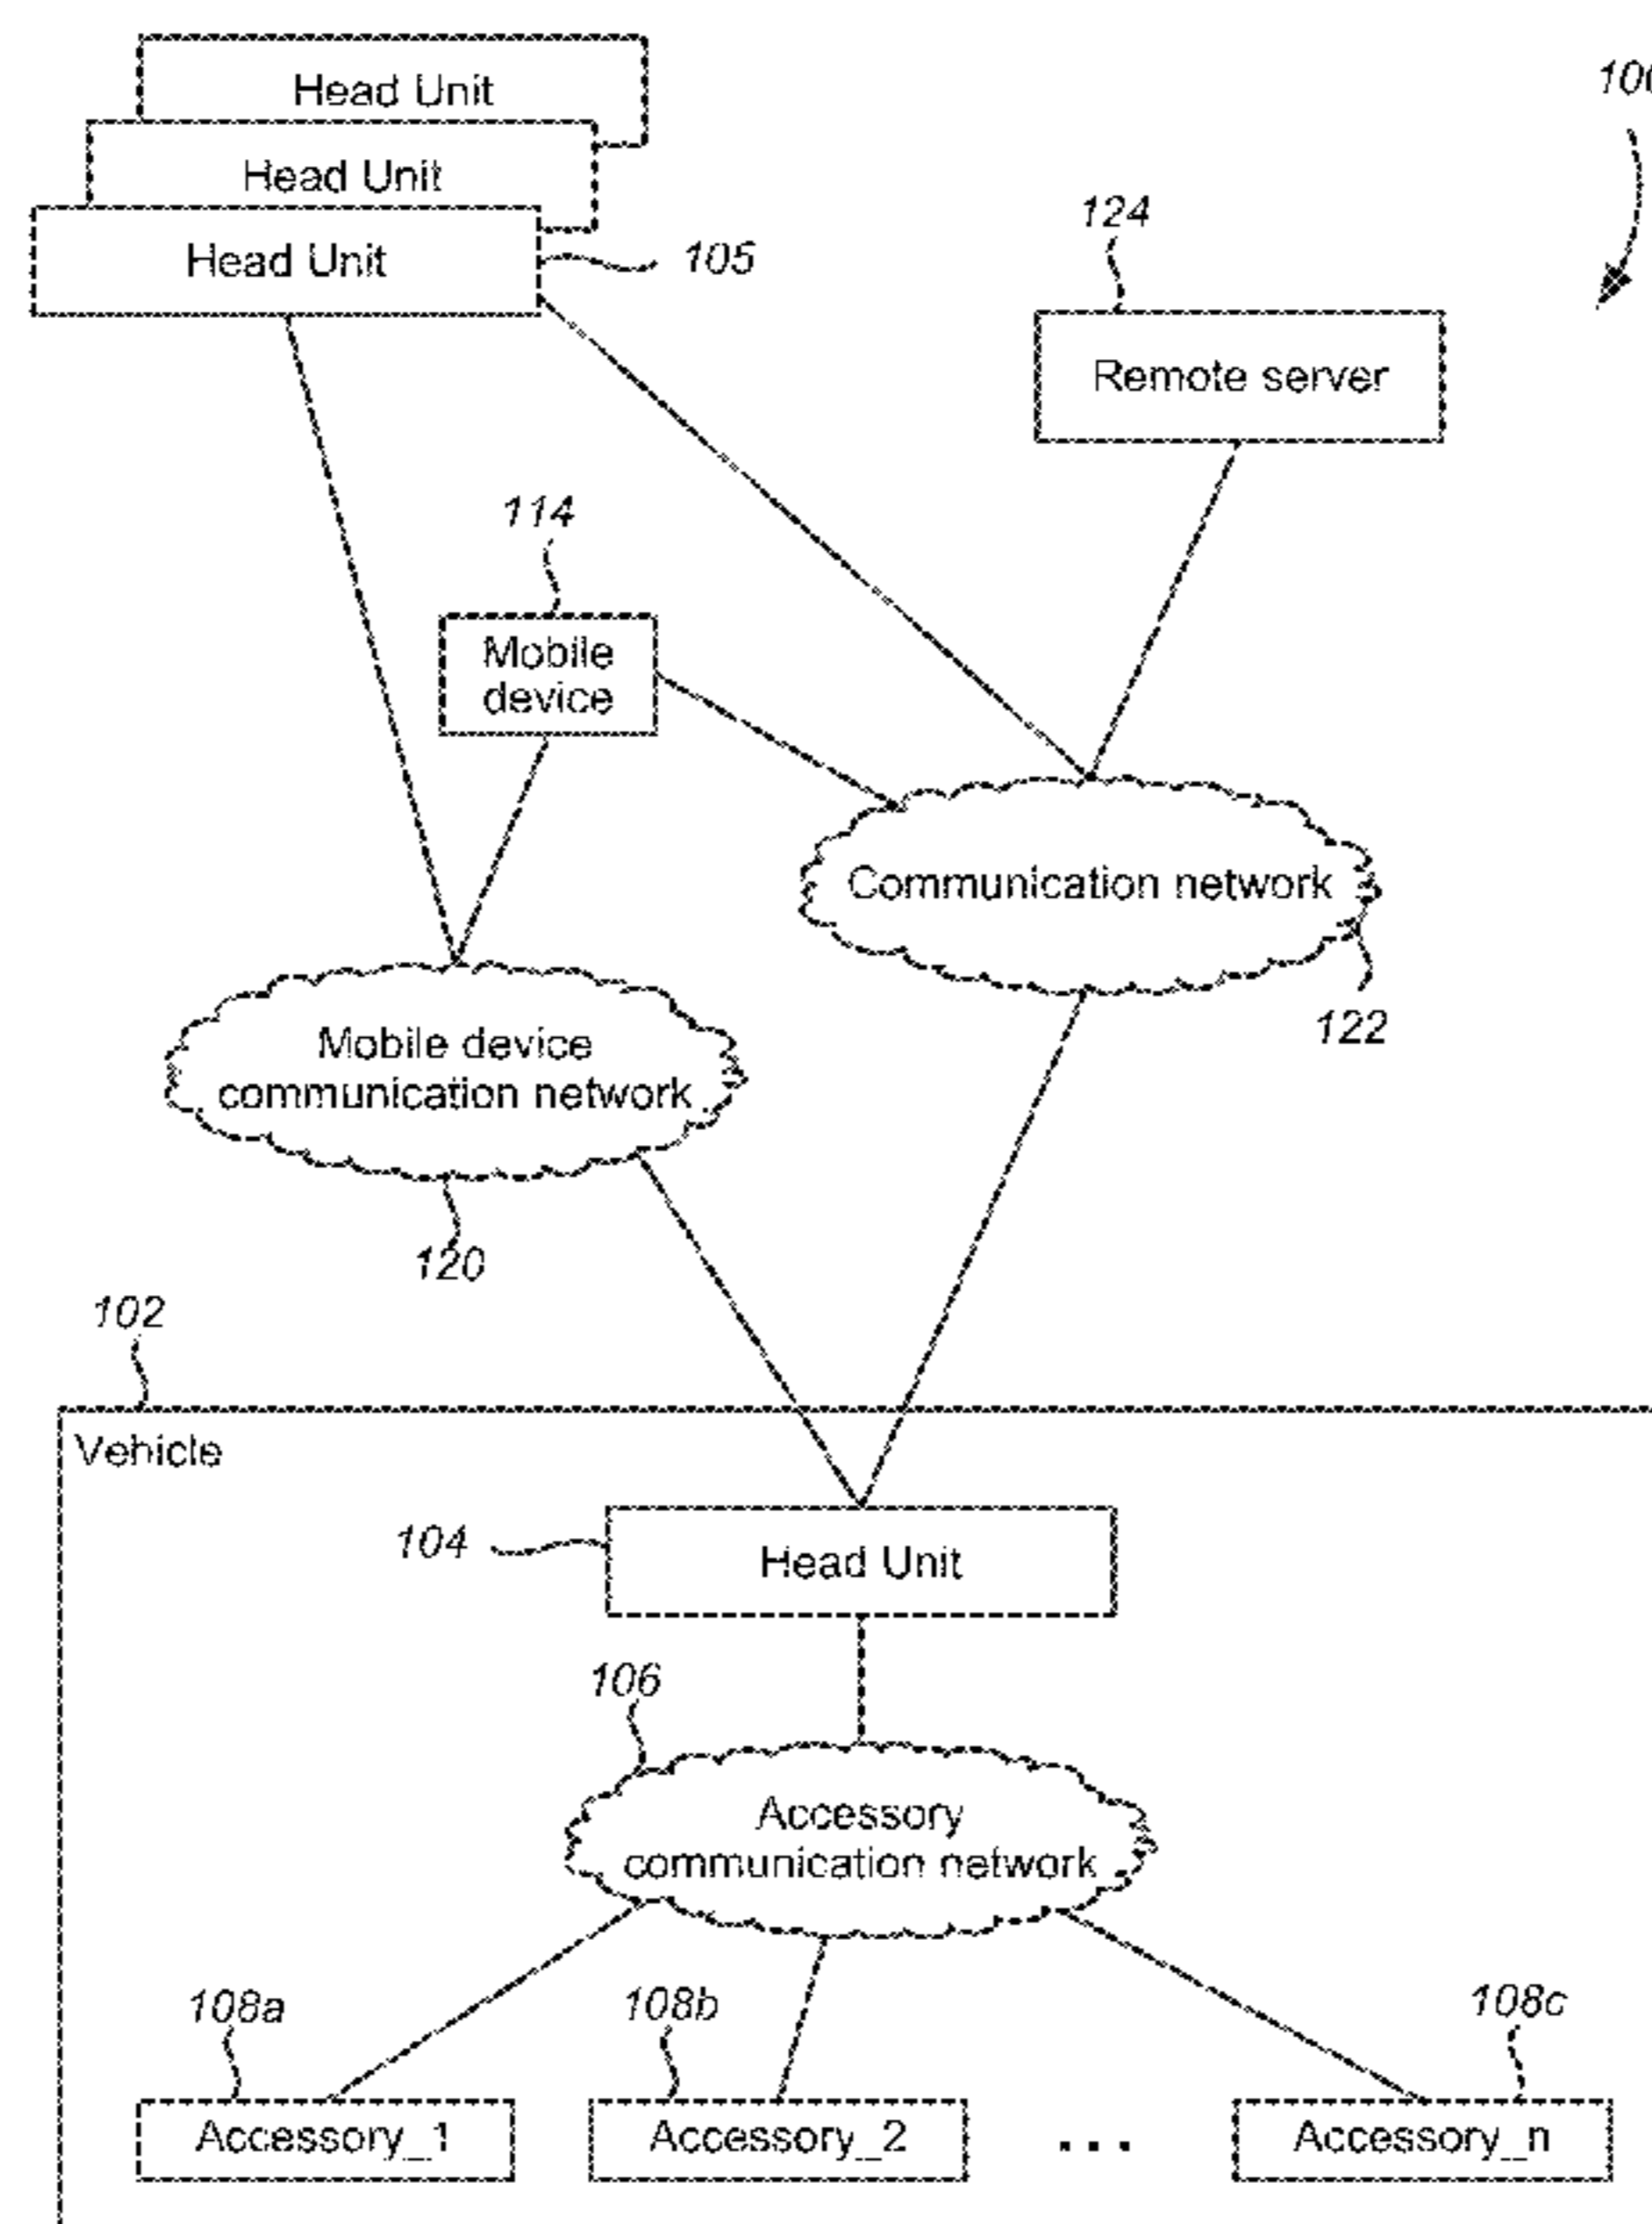 Head Unit
100
Head Unit
Head Unit
105
124
Remote server
114
Mobile
device
Communication network
122
Mobile device
communication network
120
102
Vehicle
104
Head Unit
106
Accessory
communication network
108a
108b
108c
Accessory_1
Accessory_2
...
Accessory_n